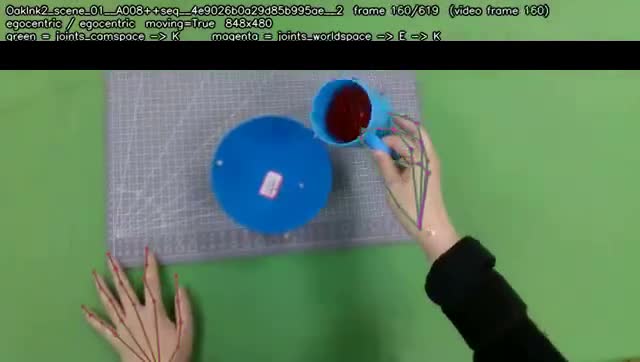 OakInk2_scene_01__A008++seq__4e9026b0a29d85b995ae__2 frame 160/619 (video frame 160)
egocentric / egocentric moving=True 848x480
green = joints_camspace -> K magenta = joints_worldspace -> E -> K